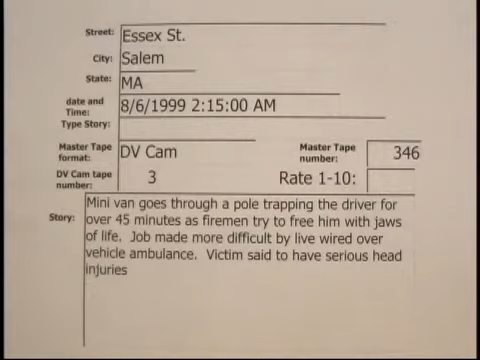 Street: Essex St.
City: Salem
State: MA
date and Time: 8/6/1999 2:15:00 AM
Type Story:
Master Tape format: DV Cam Master Tape number: 346
DV Cam tape number: 3 Rate 1-10:
Story: Mini van goes through a pole trapping the driver for
over 45 minutes as firemen try to free him with jaws
of life. Job made more difficult by live wired over
vehicle ambulance. Victim said to have serious head
injuries